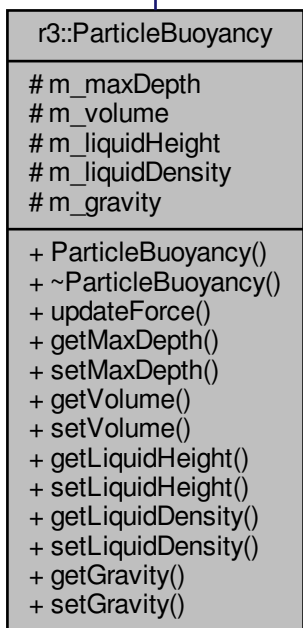 r3::ParticleBuoyancy
# m_maxDepth
# m_volume
# m_liquidHeight
# m_liquidDensity
# m_gravity
+ ParticleBuoyancy()
+ ~ParticleBuoyancy()
+ updateForce()
+ getMaxDepth()
+ setMaxDepth()
+ getVolume()
+ setVolume()
+ getLiquidHeight()
+ setLiquidHeight()
+ getLiquidDensity()
+ setLiquidDensity()
+ getGravity()
+ setGravity()